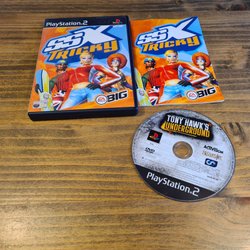 PlayStation 2
SSX
TRICKY
EA
BIG
SSX
TRICKY
EA
BIG
TONY HAWK'S
UNDERGROUND
ACTIVISION
PlayStation 2